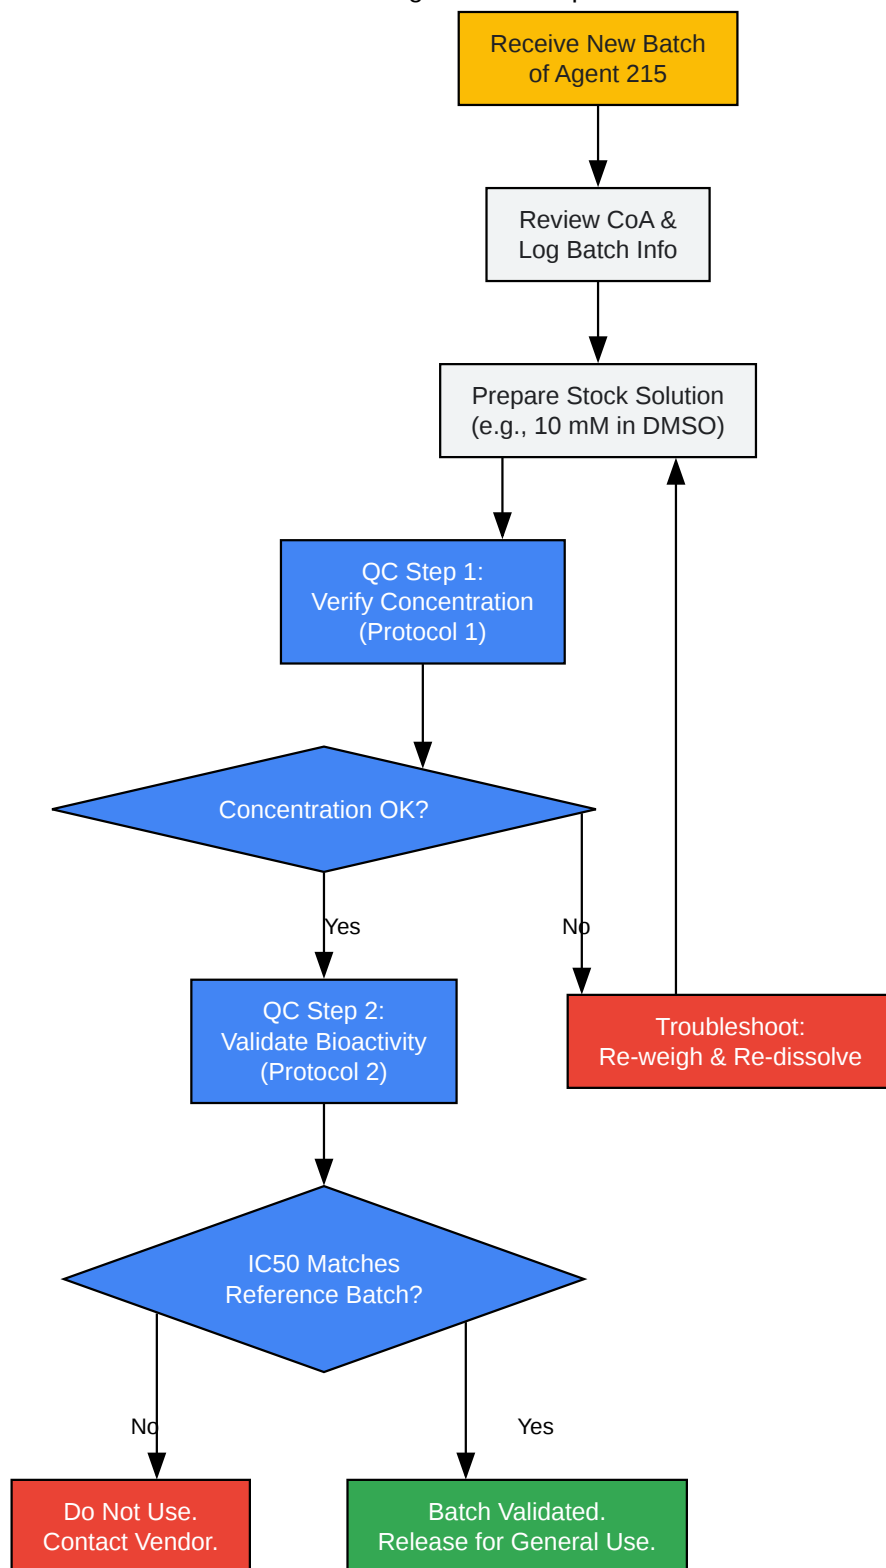 Receive New Batch
of Agent 215
Review CoA &
Log Batch Info
Prepare Stock Solution
(e.g., 10 mM in DMSO)
QC Step 1:
Verify Concentration
(Protocol 1)
Concentration OK?
Yes
No
QC Step 2:
Validate Bioactivity
(Protocol 2)
Troubleshoot:
Re-weigh & Re-dissolve
IC50 Matches
Reference Batch?
No
Yes
Do Not Use.
Contact Vendor.
Batch Validated.
Release for General Use.